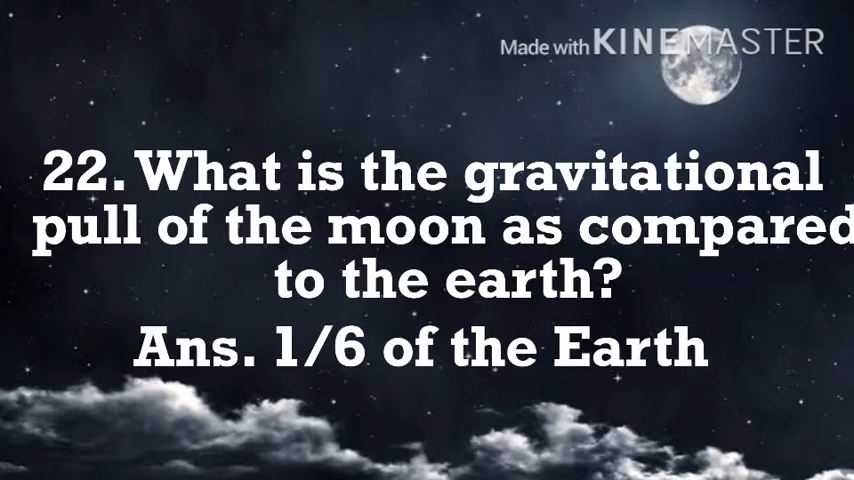 Made with KINEMASTER
22. What is the gravitational
pull of the moon as compared
to the earth?
Ans. 1/6 of the Earth